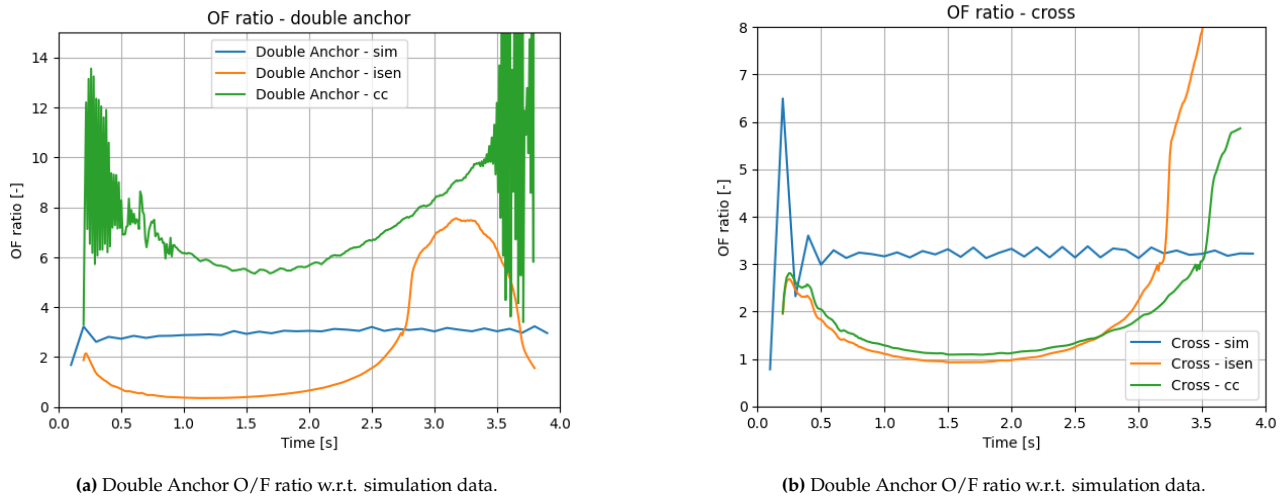 OF ratio - double anchor
OF ratio [-]
14
12
10
8
6
4
2
0
Double Anchor - sim
Double Anchor - isen
Double Anchor - cc
0.0 0.5 1.0 1.5 2.0 2.5 3.0 3.5 4.0
Time [s]
(a) Double Anchor O/F ratio w.r.t. simulation data.
OF ratio - cross
OF ratio [-]
8
7
6
5
4
3
2
1
0
Cross - sim
Cross - isen
Cross - cc
0.0 0.5 1.0 1.5 2.0 2.5 3.0 3.5 4.0
Time [s]
(b) Double Anchor O/F ratio w.r.t. simulation data.